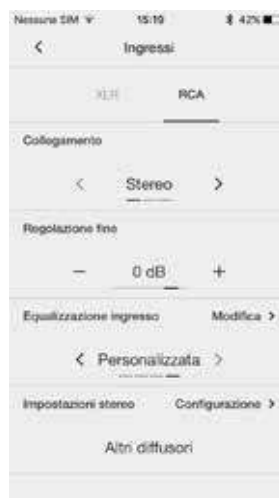 Nessuna SIM 15:19 42%
Ingressi
XLR RCA
Collegamento
< Stereo >
Regolazione fine
− 0 dB +
Equalizzazione ingresso Modifica >
< Personalizzata >
Impostazioni stereo Configurazione >
Altri diffusori